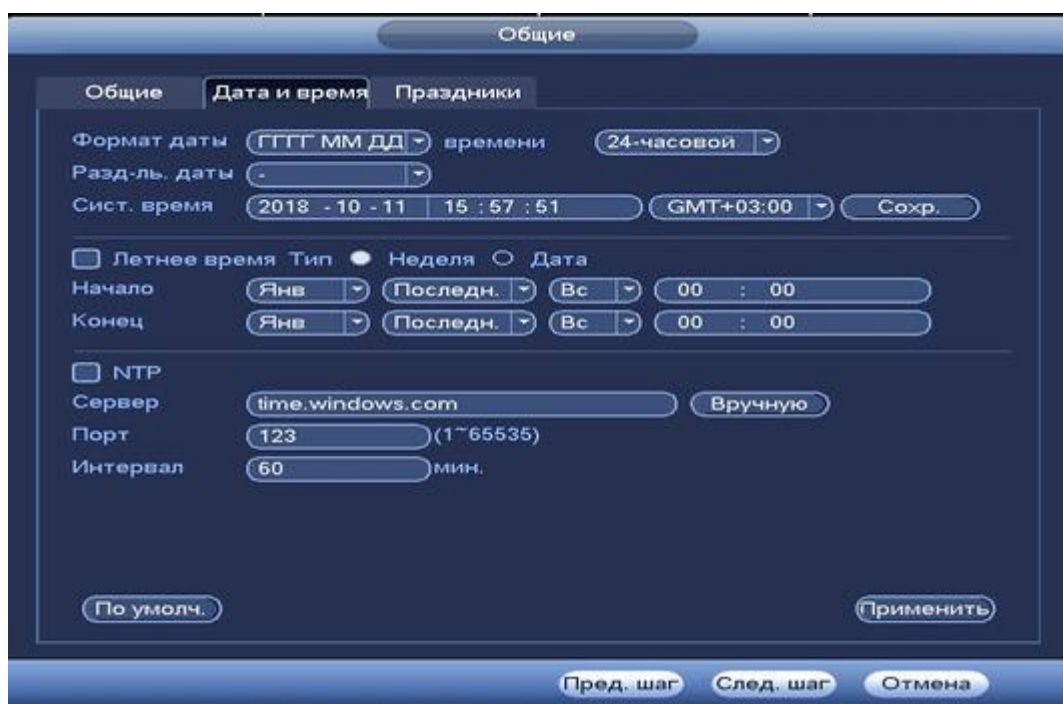 Общие
Общие Дата и время Праздники
Формат даты ГГГГ ММ ДД времени 24-часовой
Разд-ль. даты -
Сист. время 2018 - 10 - 11 15 : 57 : 51 GMT+03:00 Сохр.
Летнее время Тип Неделя Дата
Начало Янв Последн. Вс 00 : 00
Конец Янв Последн. Вс 00 : 00
NTP
Сервер time.windows.com Вручную
Порт 123 (1~65535)
Интервал 60 мин.
По умолч. Применить
Пред. шаг След. шаг Отмена